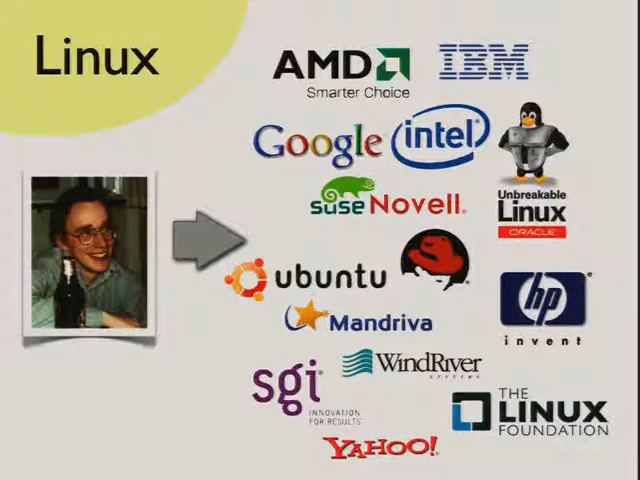 Linux
AMD
Smarter Choice
IBM
Google
intel
Unbreakable
Linux
ORACLE
suse
Novell
ubuntu
hp
invent
Mandriva
sgi
INNOVATION
FOR RESULTS
WINDRIVER
SYSTEMS
THE
LINUX
FOUNDATION
YAHOO!